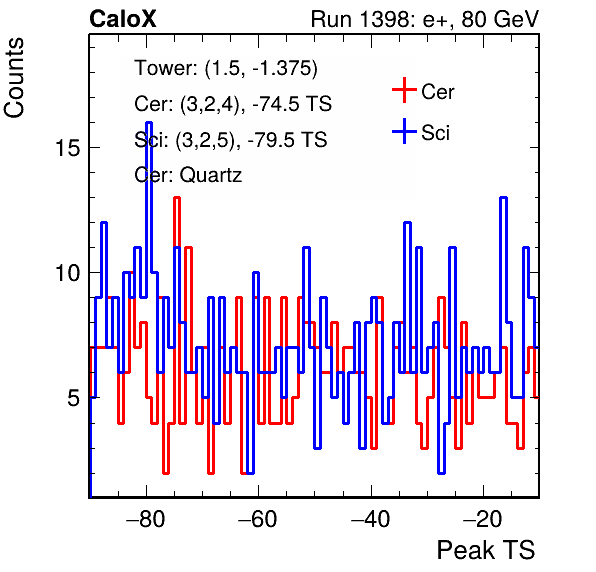 CaloX Run 1398: e+, 80 GeV
Counts
Tower: (1.5, -1.375)
Cer: (3,2,4), -74.5 TS
Sci: (3,2,5), -79.5 TS
Cer: Quartz
Cer
Sci
15
10
5
−80 −60 −40 −20
Peak TS